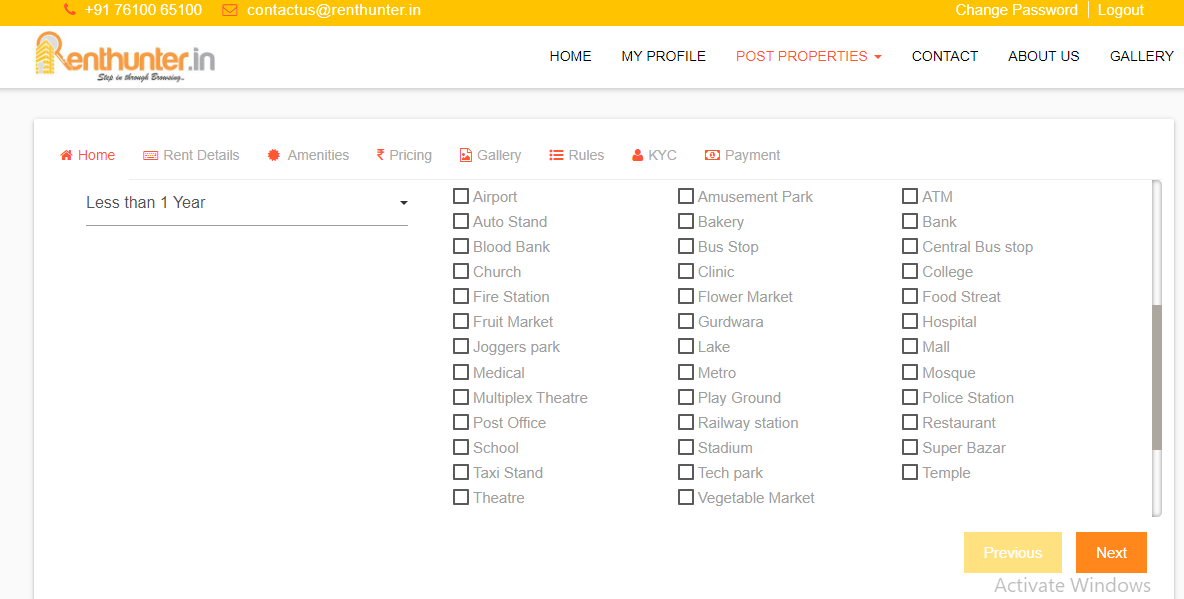 +91 76100 65100 contactus@renthunter.in Change Password Logout
Renthunter.in
Step in through Browsing..
HOME MY PROFILE POST PROPERTIES CONTACT ABOUT US GALLERY
Home Rent Details Amenities ₹ Pricing Gallery Rules KYC Payment
Less than 1 Year
Airport Amusement Park ATM
Auto Stand Bakery Bank
Blood Bank Bus Stop Central Bus stop
Church Clinic College
Fire Station Flower Market Food Streat
Fruit Market Gurdwara Hospital
Joggers park Lake Mall
Medical Metro Mosque
Multiplex Theatre Play Ground Police Station
Post Office Railway station Restaurant
School Stadium Super Bazar
Taxi Stand Tech park Temple
Theatre Vegetable Market
Previous Next
Activate Windows